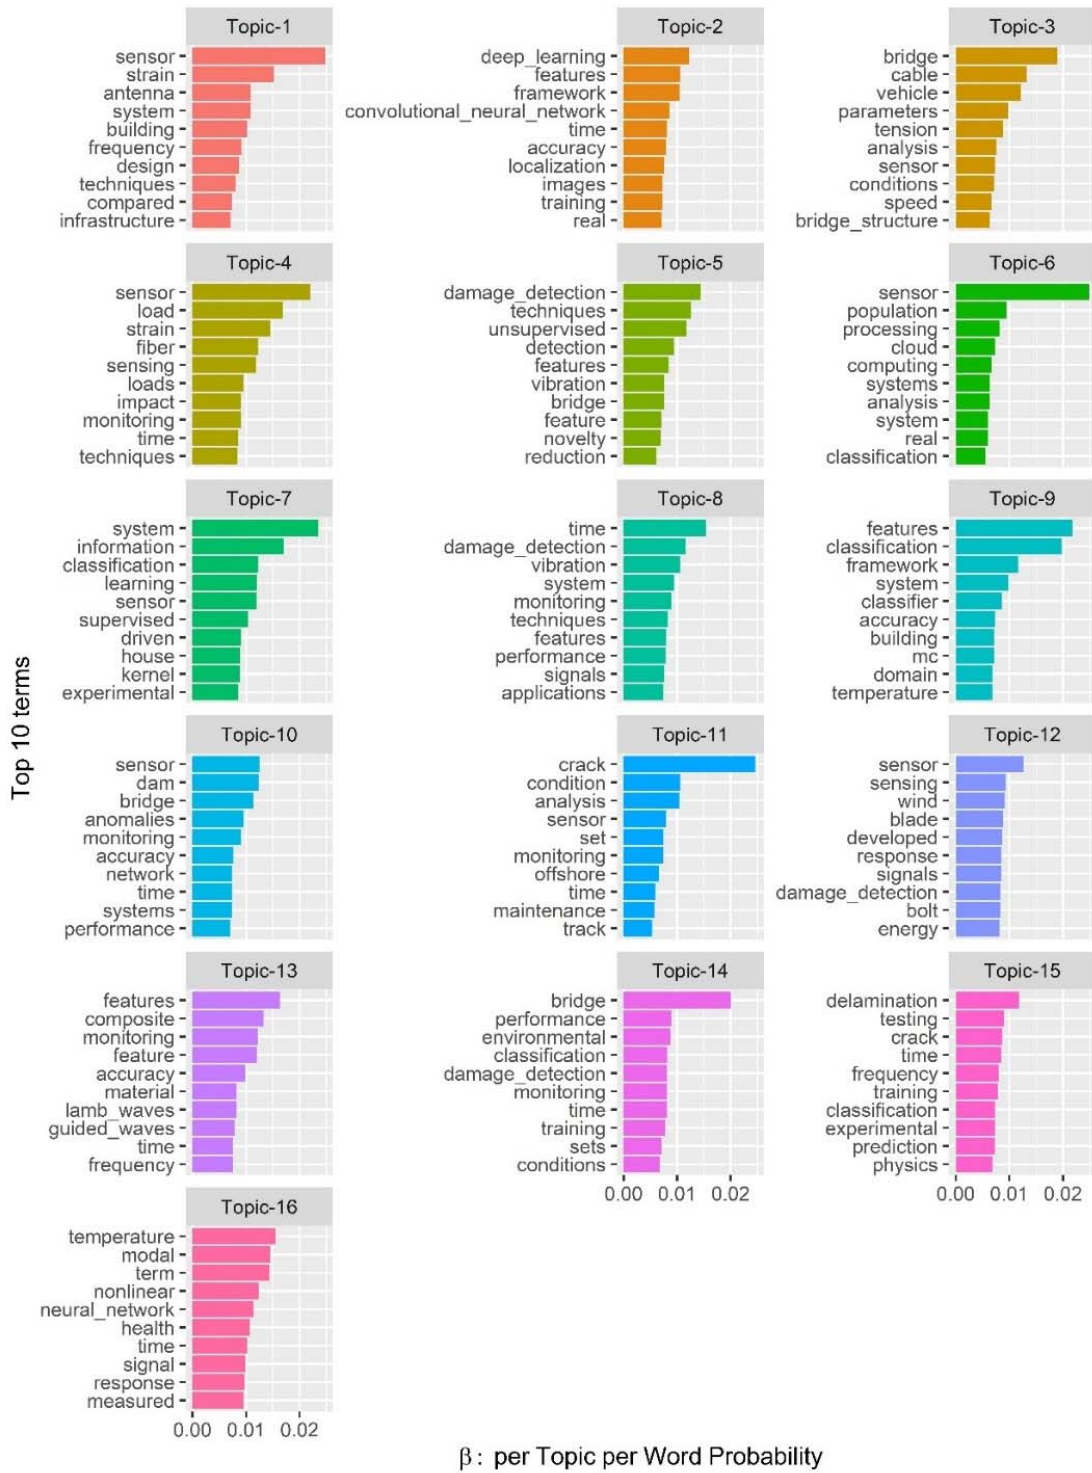 Topic-1
sensor
strain
antenna
system
building
frequency
design
techniques
compared
infrastructure
Topic-2
deep_learning
features
framework
convolutional_neural_network
time
accuracy
localization
images
training
real
Topic-3
bridge
cable
vehicle
parameters
tension
analysis
sensor
conditions
speed
bridge_structure
Topic-4
sensor
load
strain
fiber
sensing
loads
impact
monitoring
time
techniques
Topic-5
damage_detection
techniques
unsupervised
detection
features
vibration
bridge
feature
novelty
reduction
Topic-6
sensor
population
processing
cloud
computing
systems
analysis
system
real
classification
Topic-7
system
information
classification
learning
sensor
supervised
driven
house
kernel
experimental
Topic-8
time
damage_detection
vibration
system
monitoring
techniques
features
performance
signals
applications
Topic-9
features
classification
framework
system
classifier
accuracy
building
mc
domain
temperature
Top 10 terms
Topic-10
sensor
dam
bridge
anomalies
monitoring
accuracy
network
time
systems
performance
Topic-11
crack
condition
analysis
sensor
set
monitoring
offshore
time
maintenance
track
Topic-12
sensor
sensing
wind
blade
developed
response
signals
damage_detection
bolt
energy
Topic-13
features
composite
monitoring
feature
accuracy
material
lamb_waves
guided_waves
time
frequency
Topic-14
bridge
performance
environmental
classification
damage_detection
monitoring
time
training
sets
conditions
0.00 0.01 0.02
Topic-15
delamination
testing
crack
time
frequency
training
classification
experimental
prediction
physics
0.00 0.01 0.02
Topic-16
temperature
modal
term
nonlinear
neural_network
health
time
signal
response
measured
0.00 0.01 0.02
β: per Topic per Word Probability